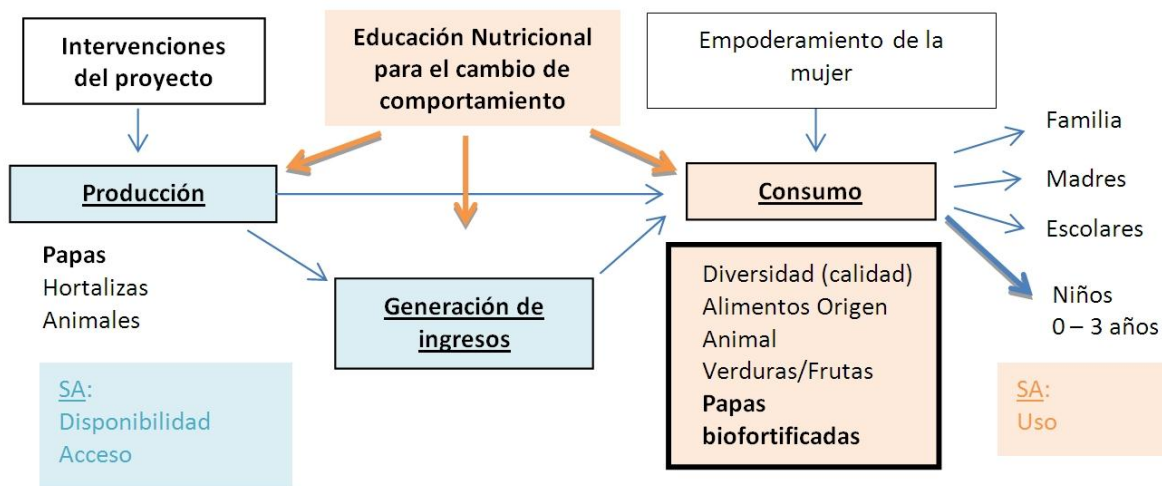 Intervenciones
del proyecto
Educación Nutricional
para el cambio de
comportamiento
Empoderamiento de la
mujer
Producción
Consumo
Familia
Madres
Escolares
Niños
0 – 3 años
Papas
Hortalizas
Animales
Generación de
ingresos
Diversidad (calidad)
Alimentos Origen
Animal
Verduras/Frutas
Papas
biofortificadas
SA:
Disponibilidad
Acceso
SA:
Uso